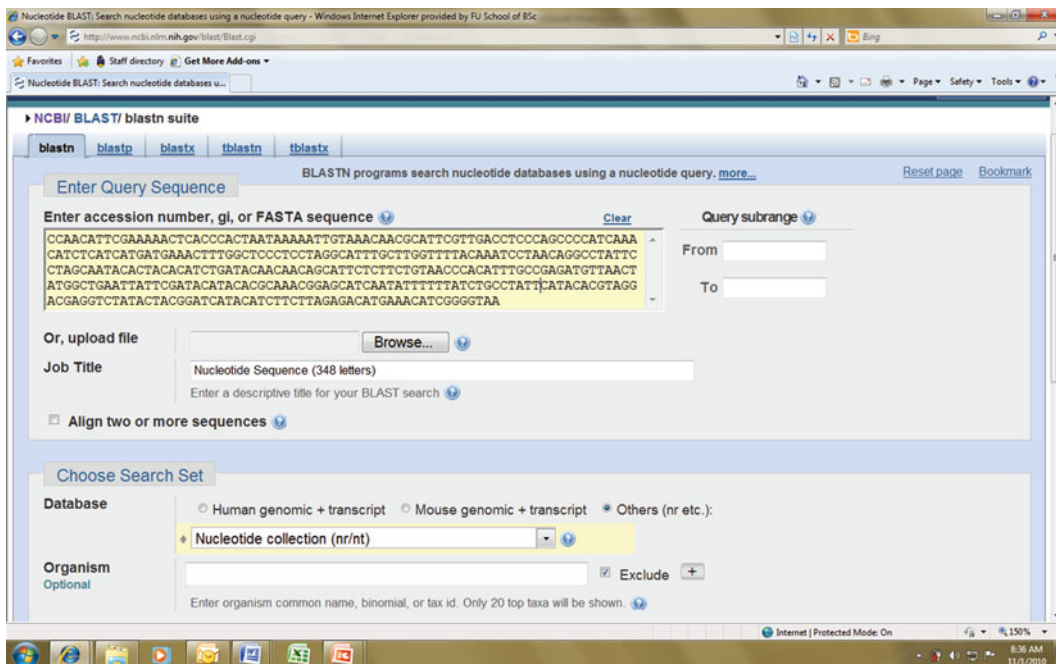 Nucleotide BLAST: Search nucleotide databases using a nucleotide query - Windows Internet Explorer provided by FU School of BSc
http://www.ncbi.nlm.nih.gov/blast/Blast.cgi
Bing
Favorites Staff directory Get More Add-ons
Nucleotide BLAST: Search nucleotide databases u...
Page Safety Tools
NCBI/ BLAST/ blastn suite
blastn blastp blastx tblastn tblastx
BLASTN programs search nucleotide databases using a nucleotide query. more... Reset page Bookmark
Enter Query Sequence
Enter accession number, gi, or FASTA sequence Clear Query subrange
CCAACATTCGAAAAACTCACCCACTAATAAAAATTGTAAACAACGCATTCGTTGACCTCCCAGCCCCATCAAA
CATCTCATCATGATGAAACTTTGGCTCCCTCCTAGGCATTTGCTTGGTTTTACAAATCCTAACAGGCCTATTC
CTAGCAATACACTACACATCTGATACAACAACAGCATTCTCTTCTGTAACCCACATTTGCCGAGATGTTAACT
ATGGCTGAATTATTCGATACATACACGCAAACGGAGCATCAATATTTTTTATCTGCCTATTCATACACGTAGG
ACGAGGTCTATACTACGGATCATACATCTTCTTAGAGACATGAAACATCGGGGTAA
From
To
Or, upload file Browse...
Job Title Nucleotide Sequence (348 letters)
Enter a descriptive title for your BLAST search
Align two or more sequences
Choose Search Set
Database Human genomic + transcript Mouse genomic + transcript Others (nr etc.):
Nucleotide collection (nr/nt)
Organism Exclude +
Optional
Enter organism common name, binomial, or tax id. Only 20 top taxa will be shown.
Internet | Protected Mode: On 150%
8:36 AM
11/1/2010